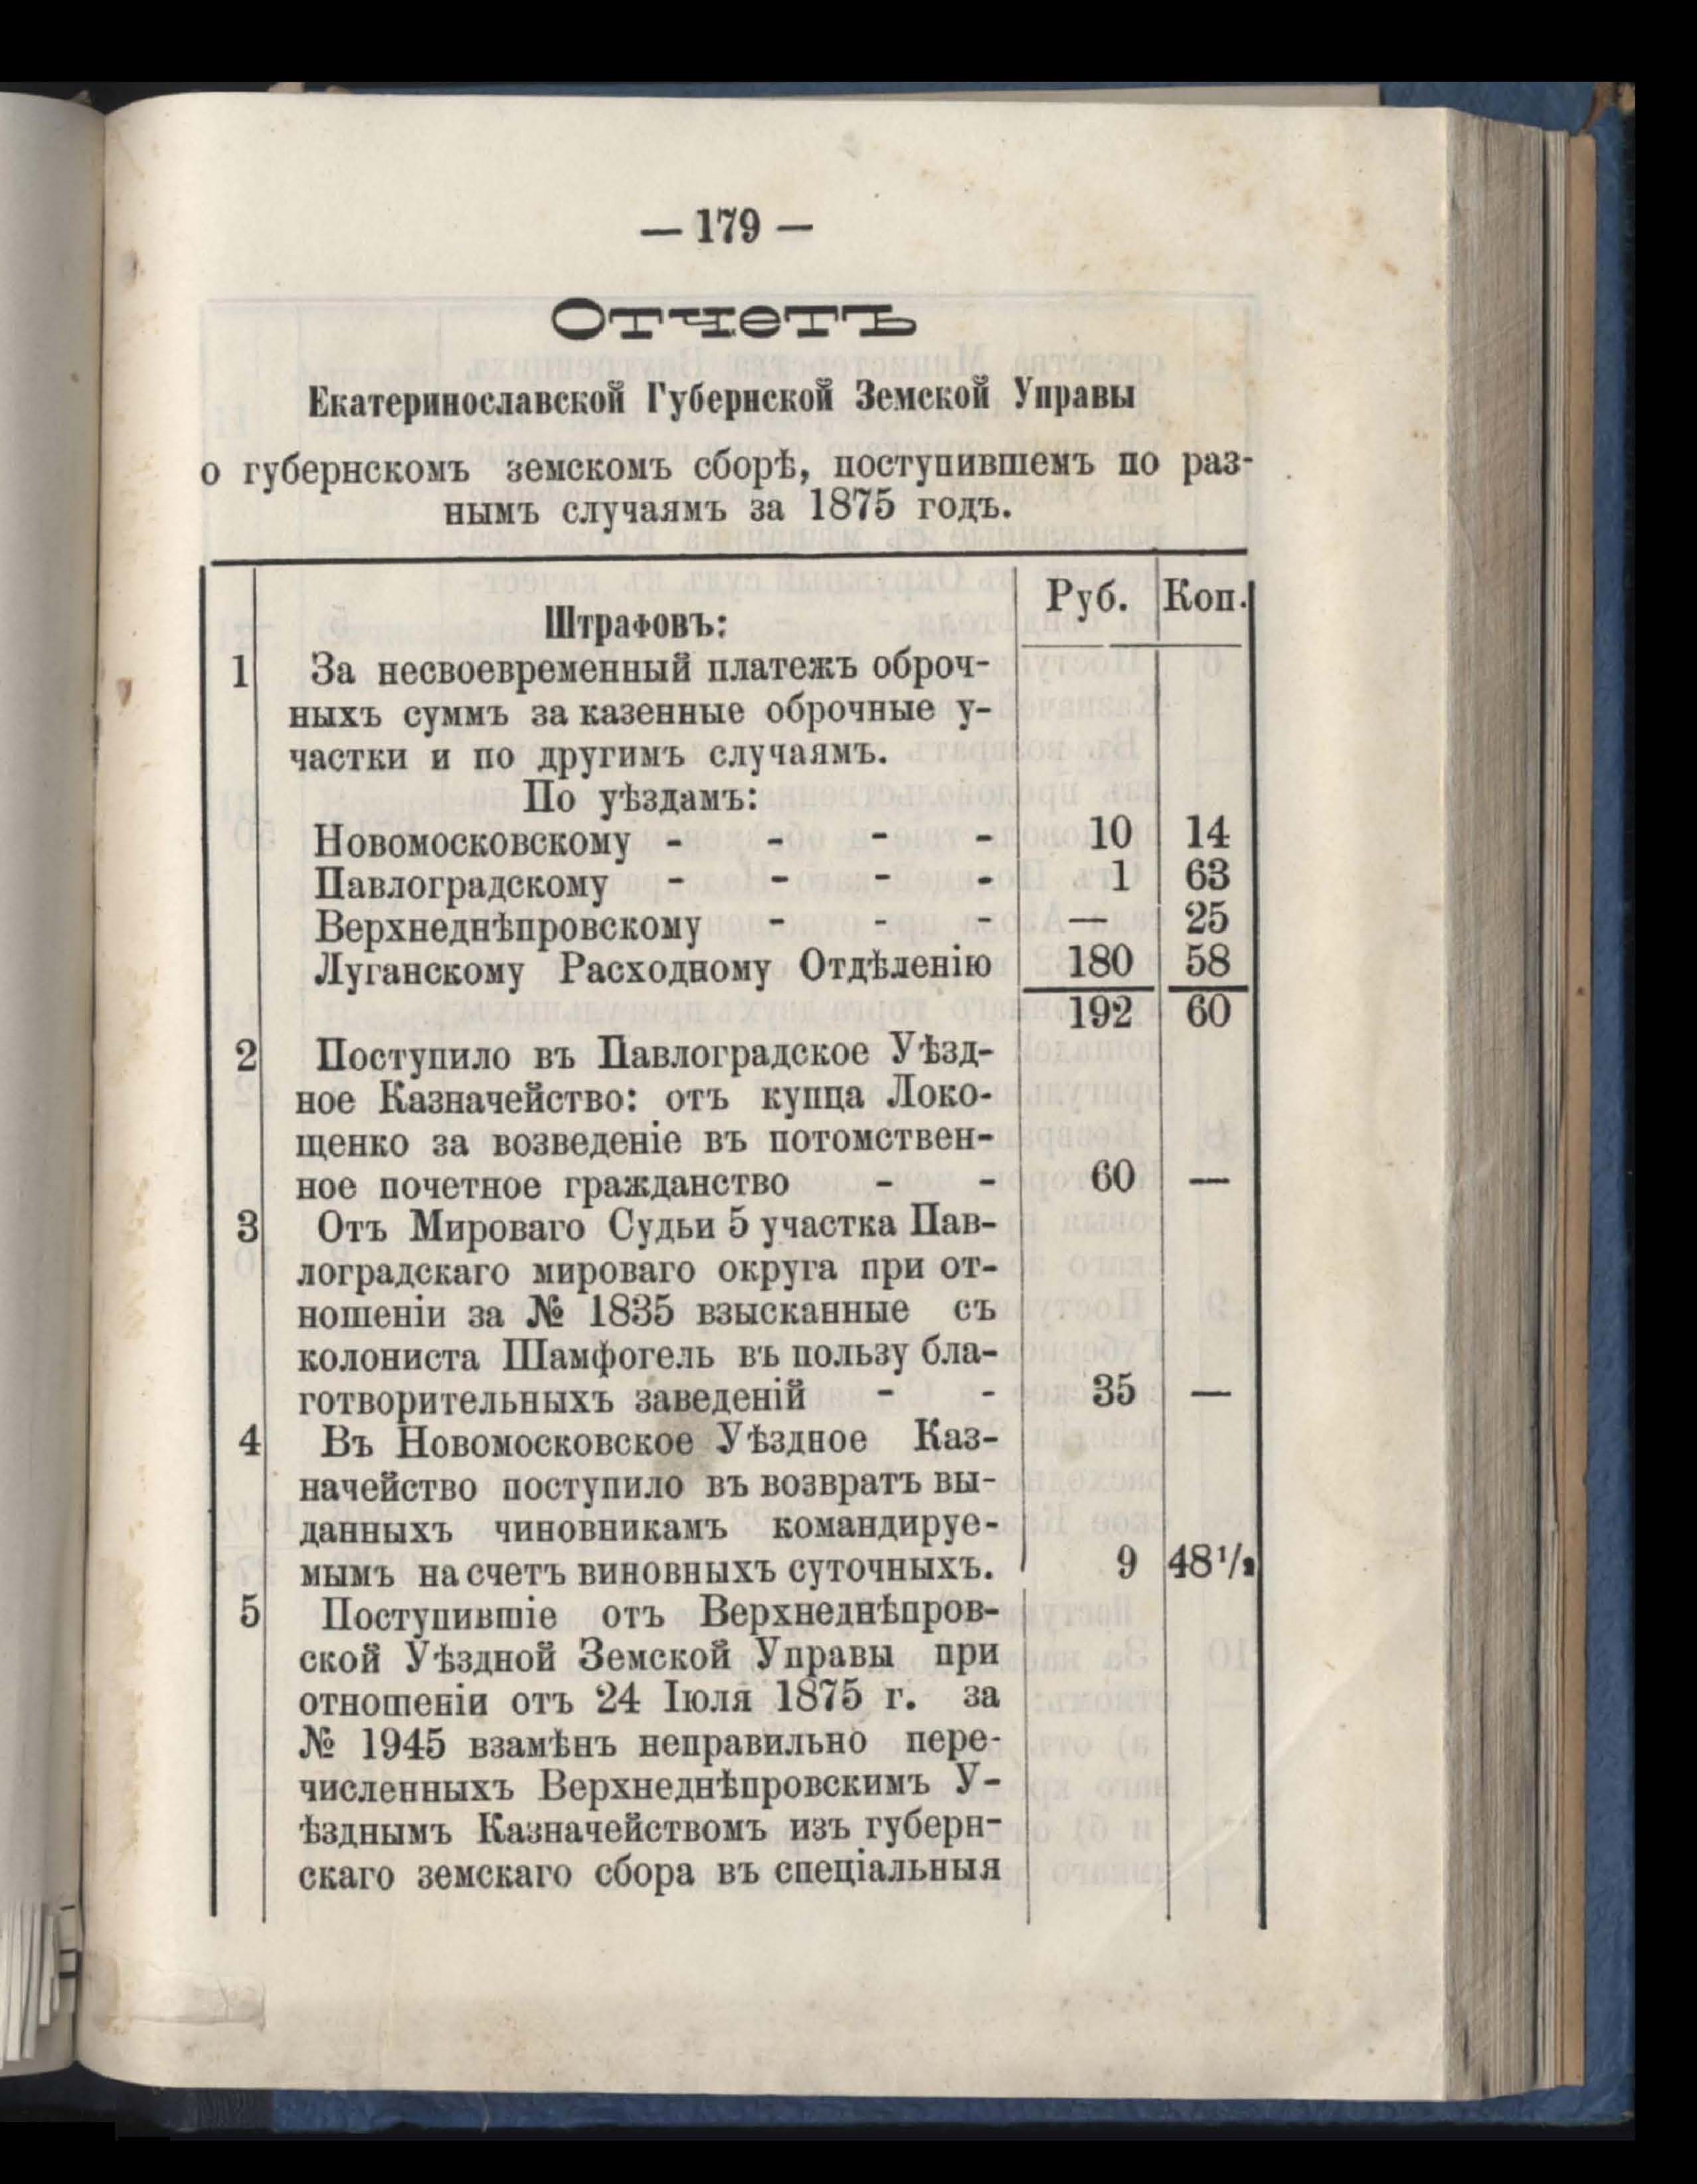 — 179 —
Отчетъ
Екатеринославской Губернской Земской Управы
о губернскомъ земскомъ сборѣ, поступившемъ по раз-
нымъ случаямъ за 1875 годъ.
Руб. Коп.
Штрафовъ:
1 За несвоевременный платежъ оброч-
ныхъ суммъ за казенные оброчные у-
частки и по другимъ случаямъ.
По уѣздамъ:
Новомосковскому - - - - 10 14
Павлоградскому - - - - 1 63
Верхнеднѣпровскому - - - — 25
Луганскому Расходному Отдѣленію 180 58
192 60
2 Поступило въ Павлоградское Уѣзд-
ное Казначейство: отъ купца Локо-
щенко за возведеніе въ потомствен-
ное почетное гражданство - - 60 —
3 Отъ Мироваго Судьи 5 участка Пав-
лоградскаго мироваго округа при от-
ношеніи за № 1835 взысканные съ
колониста Шамфогель въ пользу бла-
готворительныхъ заведеній - - 35 —
4 Въ Новомосковское Уѣздное Каз-
начейство поступило въ возвратъ вы-
данныхъ чиновникамъ командируе-
мымъ на счетъ виновныхъ суточныхъ. 9 48¹/₂
5 Поступившіе отъ Верхнеднѣпров-
ской Уѣздной Земской Управы при
отношеніи отъ 24 Іюля 1875 г. за
№ 1945 взамѣнъ неправильно пере-
численныхъ Верхнеднѣпровскимъ У-
ѣзднымъ Казначействомъ изъ губерн-
скаго земскаго сбора въ спеціальныя